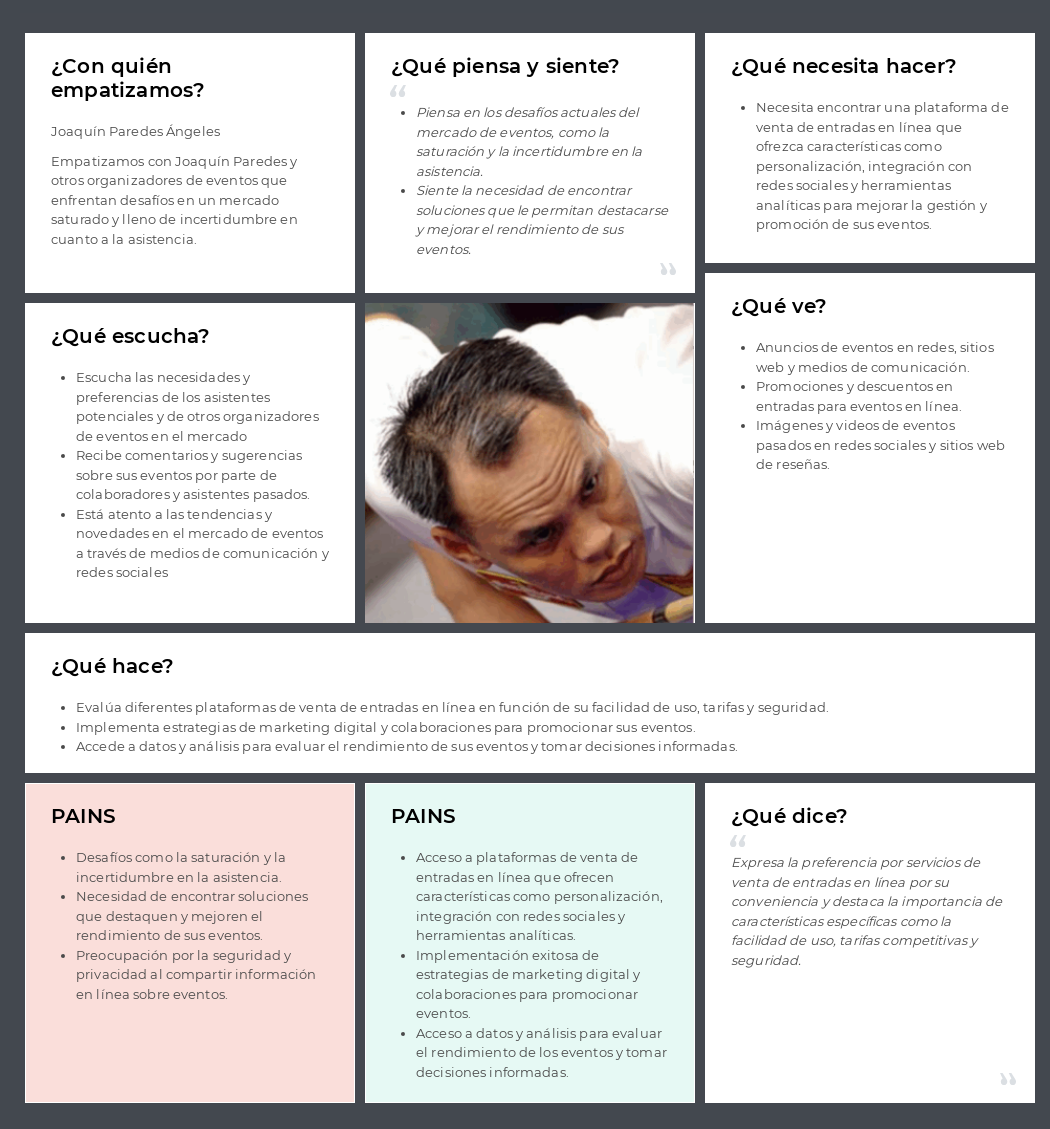 ¿Con quién
empatizamos?
Joaquín Paredes Ángeles
Empatizamos con Joaquín Paredes y
otros organizadores de eventos que
enfrentan desafíos en un mercado
saturado y lleno de incertidumbre en
cuanto a la asistencia.
¿Qué piensa y siente?
“
• Piensa en los desafíos actuales del
mercado de eventos, como la
saturación y la incertidumbre en la
asistencia.
• Siente la necesidad de encontrar
soluciones que le permitan destacarse
y mejorar el rendimiento de sus
eventos.
”
¿Qué necesita hacer?
• Necesita encontrar una plataforma de
venta de entradas en línea que
ofrezca características como
personalización, integración con
redes sociales y herramientas
analíticas para mejorar la gestión y
promoción de sus eventos.
¿Qué escucha?
• Escucha las necesidades y
preferencias de los asistentes
potenciales y de otros organizadores
de eventos en el mercado
• Recibe comentarios y sugerencias
sobre sus eventos por parte de
colaboradores y asistentes pasados.
• Está atento a las tendencias y
novedades en el mercado de eventos
a través de medios de comunicación y
redes sociales
¿Qué ve?
• Anuncios de eventos en redes, sitios
web y medios de comunicación.
• Promociones y descuentos en
entradas para eventos en línea.
• Imágenes y videos de eventos
pasados en redes sociales y sitios web
de reseñas.
¿Qué hace?
• Evalúa diferentes plataformas de venta de entradas en línea en función de su facilidad de uso, tarifas y seguridad.
• Implementa estrategias de marketing digital y colaboraciones para promocionar sus eventos.
• Accede a datos y análisis para evaluar el rendimiento de sus eventos y tomar decisiones informadas.
PAINS
• Desafíos como la saturación y la
incertidumbre en la asistencia.
• Necesidad de encontrar soluciones
que destaquen y mejoren el
rendimiento de sus eventos.
• Preocupación por la seguridad y
privacidad al compartir información
en línea sobre eventos.
PAINS
• Acceso a plataformas de venta de
entradas en línea que ofrecen
características como personalización,
integración con redes sociales y
herramientas analíticas.
• Implementación exitosa de
estrategias de marketing digital y
colaboraciones para promocionar
eventos.
• Acceso a datos y análisis para evaluar
el rendimiento de los eventos y tomar
decisiones informadas.
¿Qué dice?
“
Expresa la preferencia por servicios de
venta de entradas en línea por su
conveniencia y destaca la importancia de
características específicas como la
facilidad de uso, tarifas competitivas y
seguridad.
”